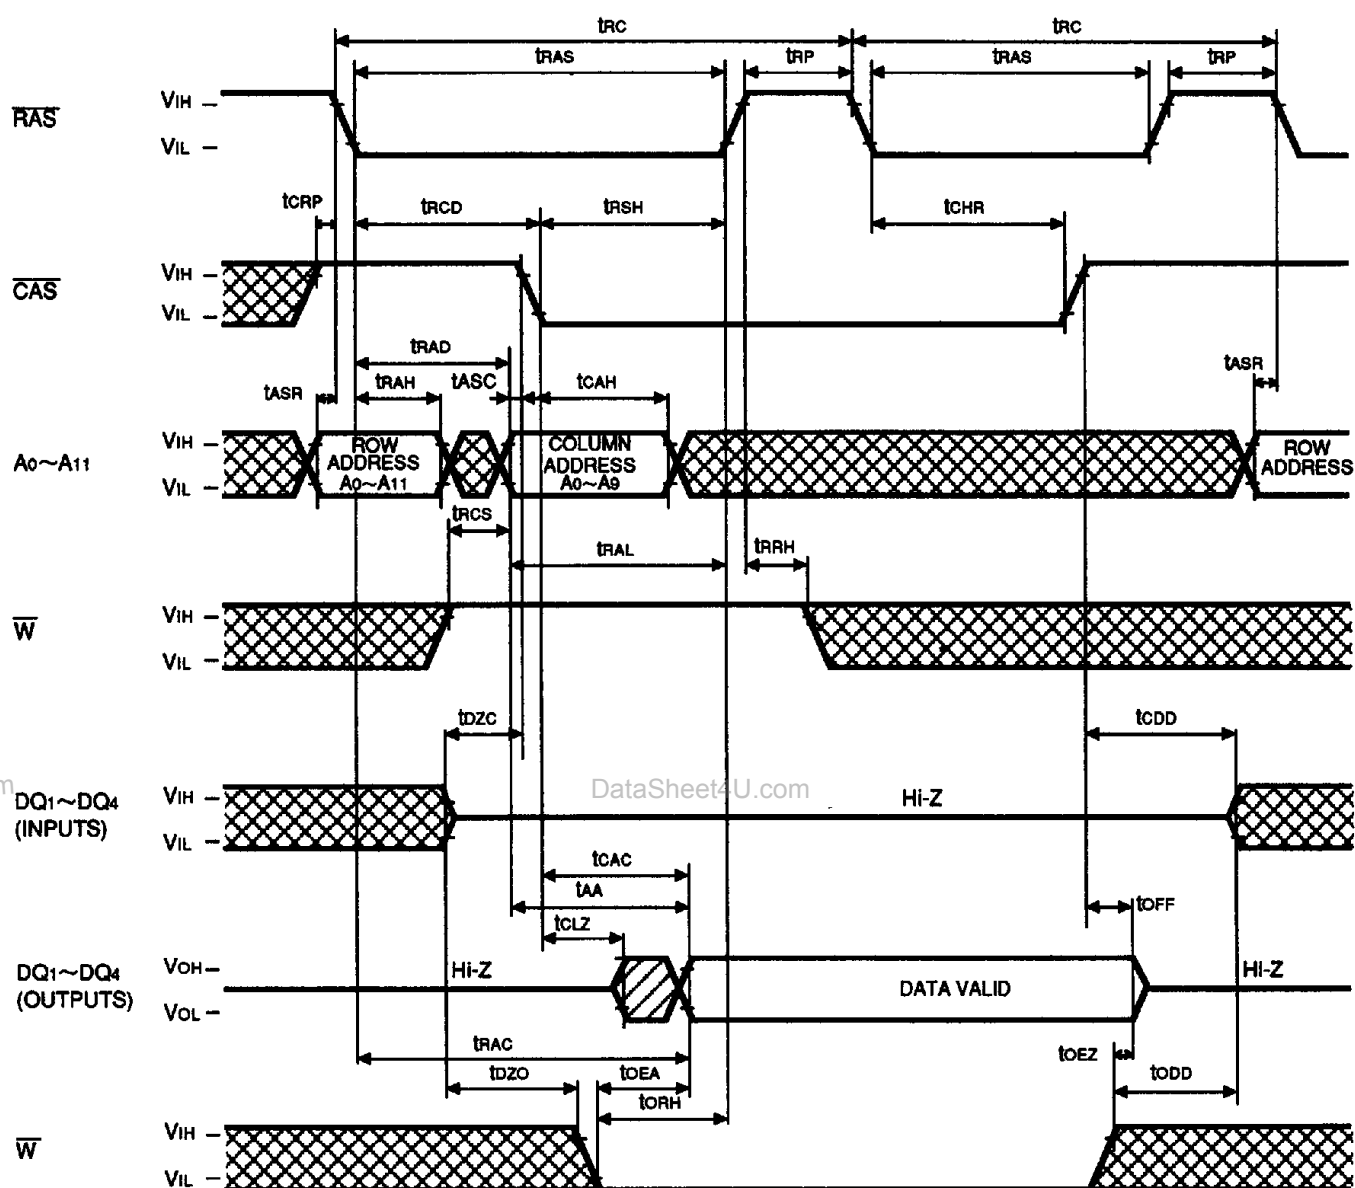 tRC tRC
tRAS tRP tRAS tRP
RAS VIH
VIL
tCRP tRCD tRSH tCHR
CAS VIH
VIL
tRAD
tASR tRAH tASC tCAH tASR
A0~A11 VIH
VIL
ROW
ADDRESS
A0~A11
COLUMN
ADDRESS
A0~A9
ROW
ADDRESS
tRCS
tRAL tRRH
W VIH
VIL
tDZC tCDD
m
DataSheet4U.com
DQ1~DQ4
(INPUTS)
VIH
VIL
Hi-Z
tCAC
tAA tOFF
tCLZ
DQ1~DQ4
(OUTPUTS)
VOH
VOL
Hi-Z DATA VALID Hi-Z
tRAC tOEZ
tDZO tOEA tODD
tORH
W VIH
VIL